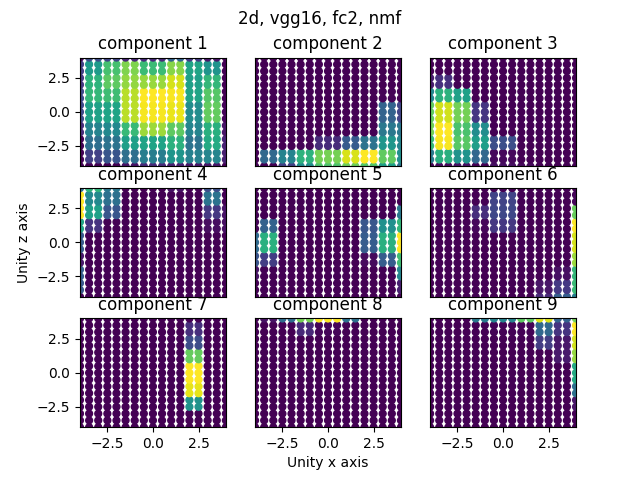 2d, vgg16, fc2, nmf
component 1
component 2
component 3
2.5
0.0
−2.5
component 4
component 5
component 6
2.5
0.0
−2.5
Unity z axis
component 7
component 8
component 9
2.5
0.0
−2.5
−2.5 0.0 2.5
−2.5 0.0 2.5
−2.5 0.0 2.5
Unity x axis